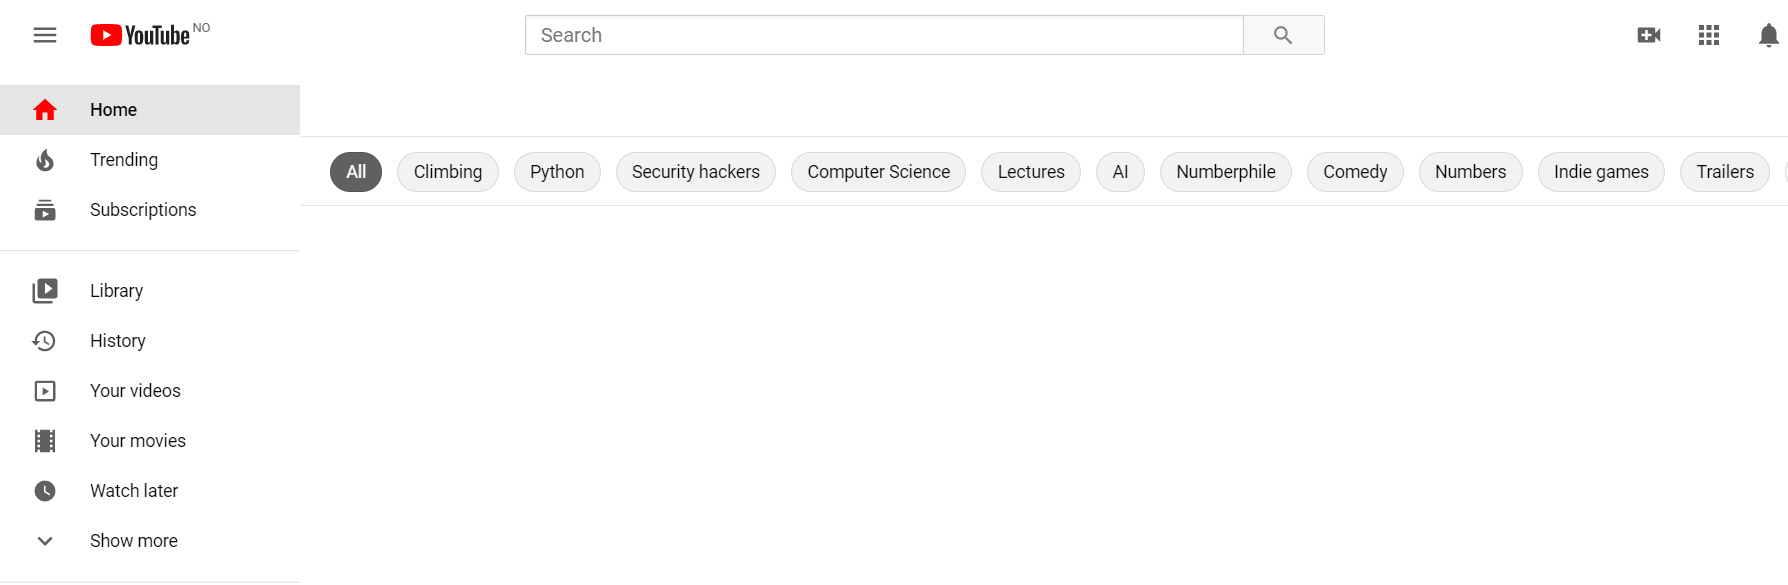 YouTube NO
Search
Home
Trending
Subscriptions
Library
History
Your videos
Your movies
Watch later
Show more
All Climbing Python Security hackers Computer Science Lectures AI Numberphile Comedy Numbers Indie games Trailers